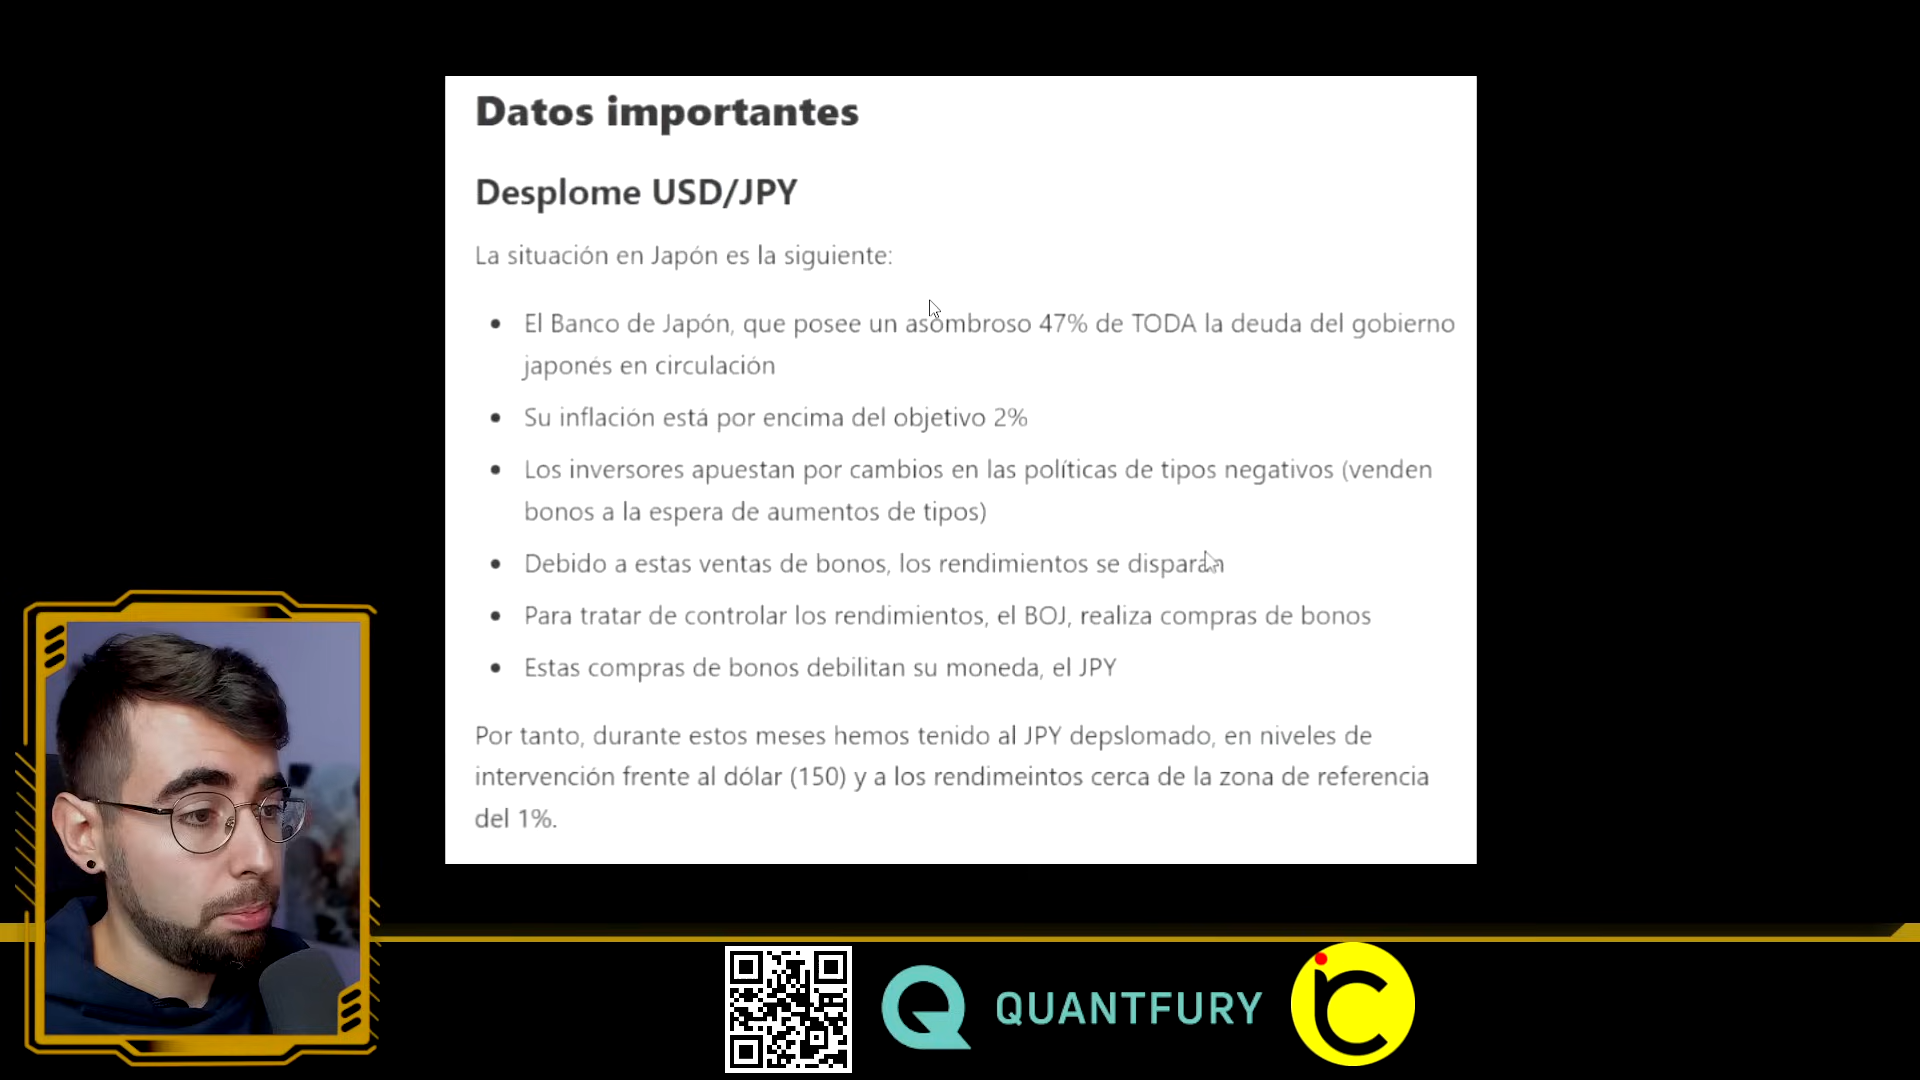 Datos importantes
Desplome USD/JPY
La situación en Japón es la siguiente:
• El Banco de Japón, que posee un asombroso 47% de TODA la deuda del gobierno
japonés en circulación
• Su inflación está por encima del objetivo 2%
• Los inversores apuestan por cambios en las políticas de tipos negativos (venden
bonos a la espera de aumentos de tipos)
• Debido a estas ventas de bonos, los rendimientos se disparan
• Para tratar de controlar los rendimientos, el BOJ, realiza compras de bonos
• Estas compras de bonos debilitan su moneda, el JPY
Por tanto, durante estos meses hemos tenido al JPY depslomado, en niveles de
intervención frente al dólar (150) y a los rendimeintos cerca de la zona de referencia
del 1%.
QUANTFURY